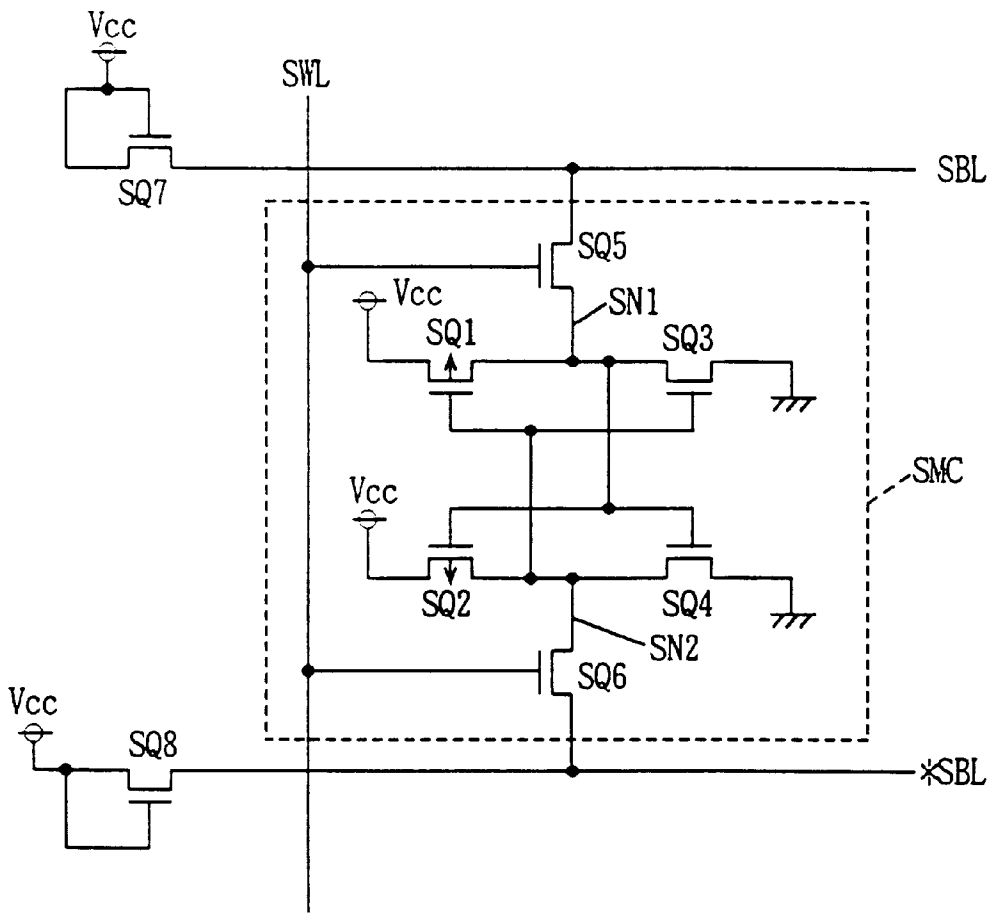 Vcc
SWL
SQ7
SBL
SQ5
Vcc
SN1
SQ1
SQ3
SMC
Vcc
SQ2
SQ4
SN2
SQ6
Vcc
SQ8
※SBL